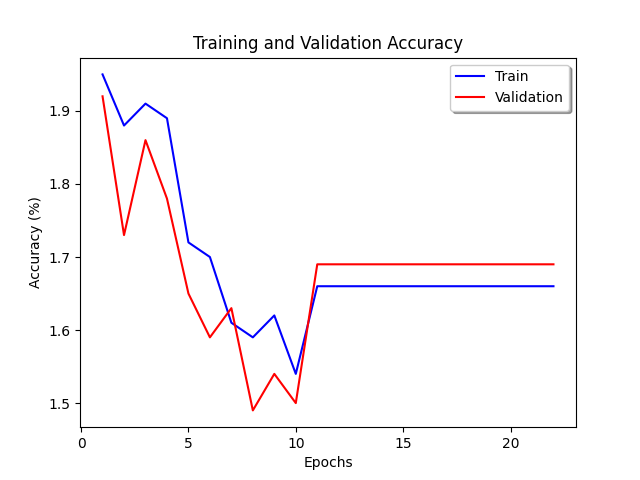 Training and Validation Accuracy
Train
Validation
1.9
1.8
1.7
1.6
1.5
Accuracy (%)
0 5 10 15 20
Epochs